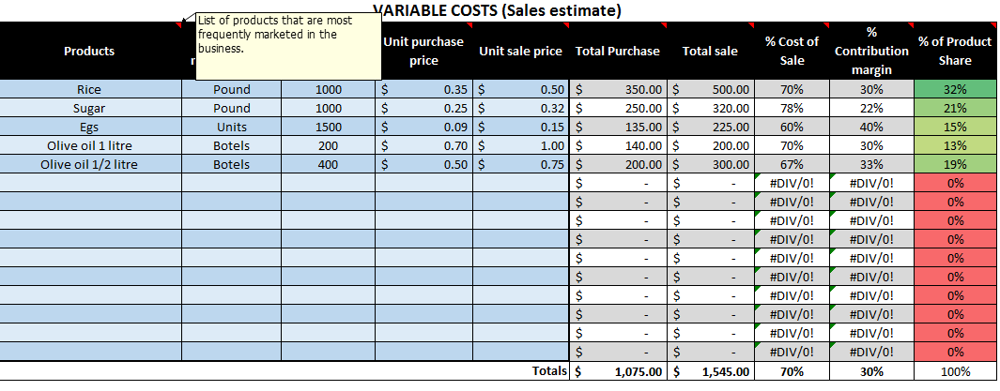 VARIABLE COSTS (Sales estimate)
List of products that are most
frequently marketed in the
business.
Products Unit purchase price Unit sale price Total Purchase Total sale % Cost of Sale % Contribution margin % of Product Share
Rice Pound 1000 $ 0.35 $ 0.50 $ 350.00 $ 500.00 70% 30% 32%
Sugar Pound 1000 $ 0.25 $ 0.32 $ 250.00 $ 320.00 78% 22% 21%
Egs Units 1500 $ 0.09 $ 0.15 $ 135.00 $ 225.00 60% 40% 15%
Olive oil 1 litre Botels 200 $ 0.70 $ 1.00 $ 140.00 $ 200.00 70% 30% 13%
Olive oil 1/2 litre Botels 400 $ 0.50 $ 0.75 $ 200.00 $ 300.00 67% 33% 19%
$ - $ - #DIV/0! #DIV/0! 0%
$ - $ - #DIV/0! #DIV/0! 0%
$ - $ - #DIV/0! #DIV/0! 0%
$ - $ - #DIV/0! #DIV/0! 0%
$ - $ - #DIV/0! #DIV/0! 0%
$ - $ - #DIV/0! #DIV/0! 0%
$ - $ - #DIV/0! #DIV/0! 0%
$ - $ - #DIV/0! #DIV/0! 0%
$ - $ - #DIV/0! #DIV/0! 0%
$ - $ - #DIV/0! #DIV/0! 0%
Totals $ 1,075.00 $ 1,545.00 70% 30% 100%